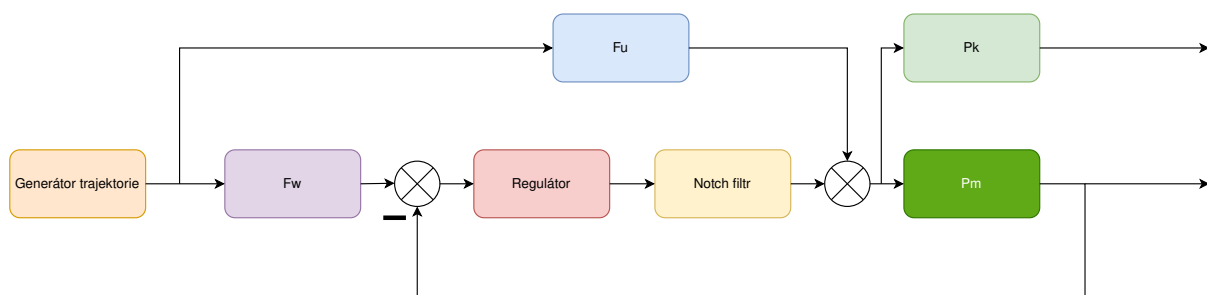 Fu
Pk
Generátor trajektorie
Fw
Regulátor
Notch filtr
Pm